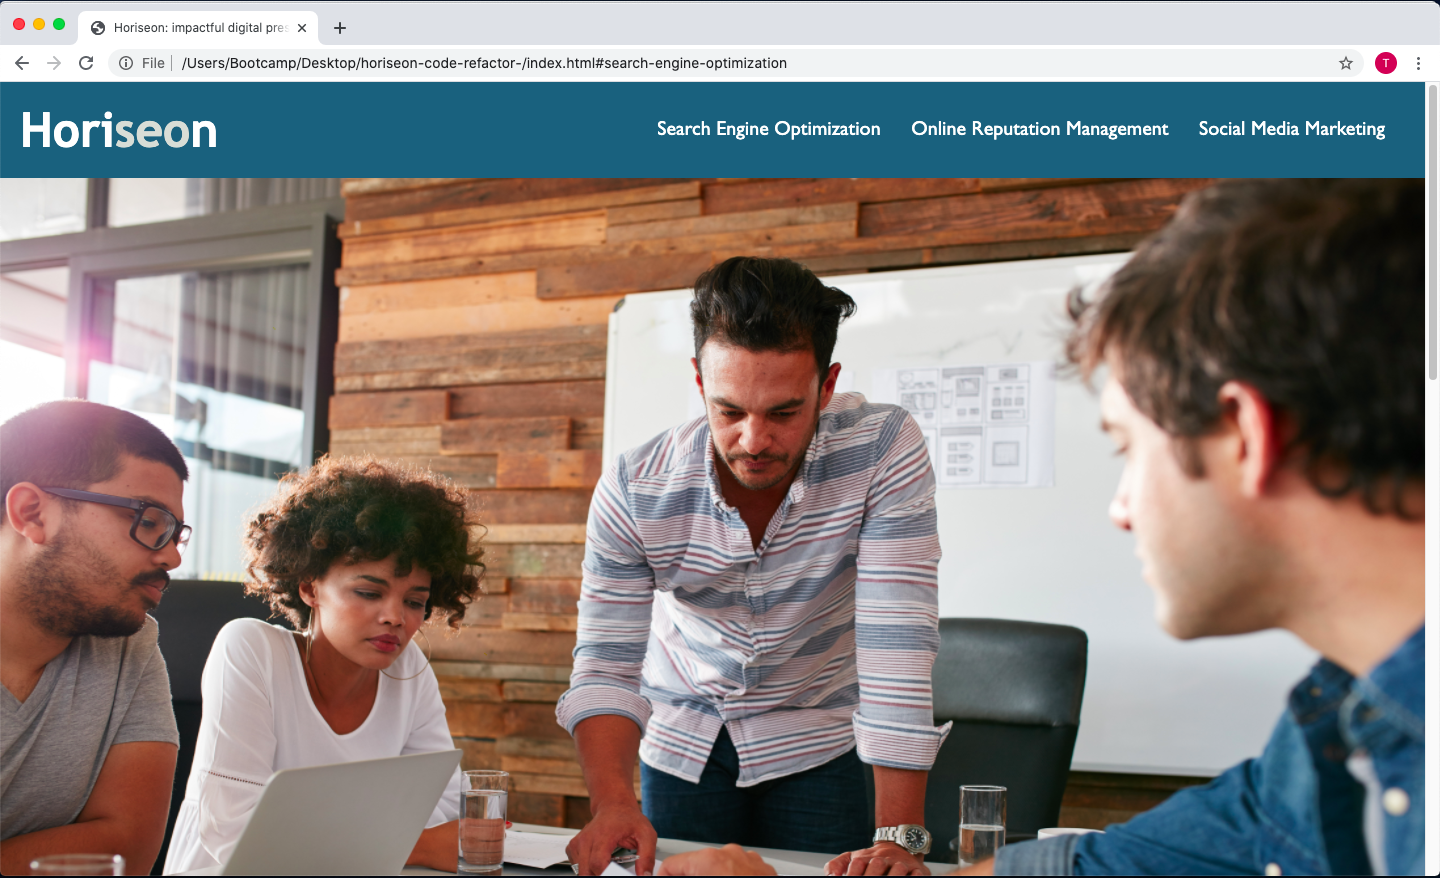 Horiseon: impactful digital pres
File
/Users/Bootcamp/Desktop/horiseon-code-refactor-/index.html#search-engine-optimization
T
Horiseon
Search Engine Optimization
Online Reputation Management
Social Media Marketing